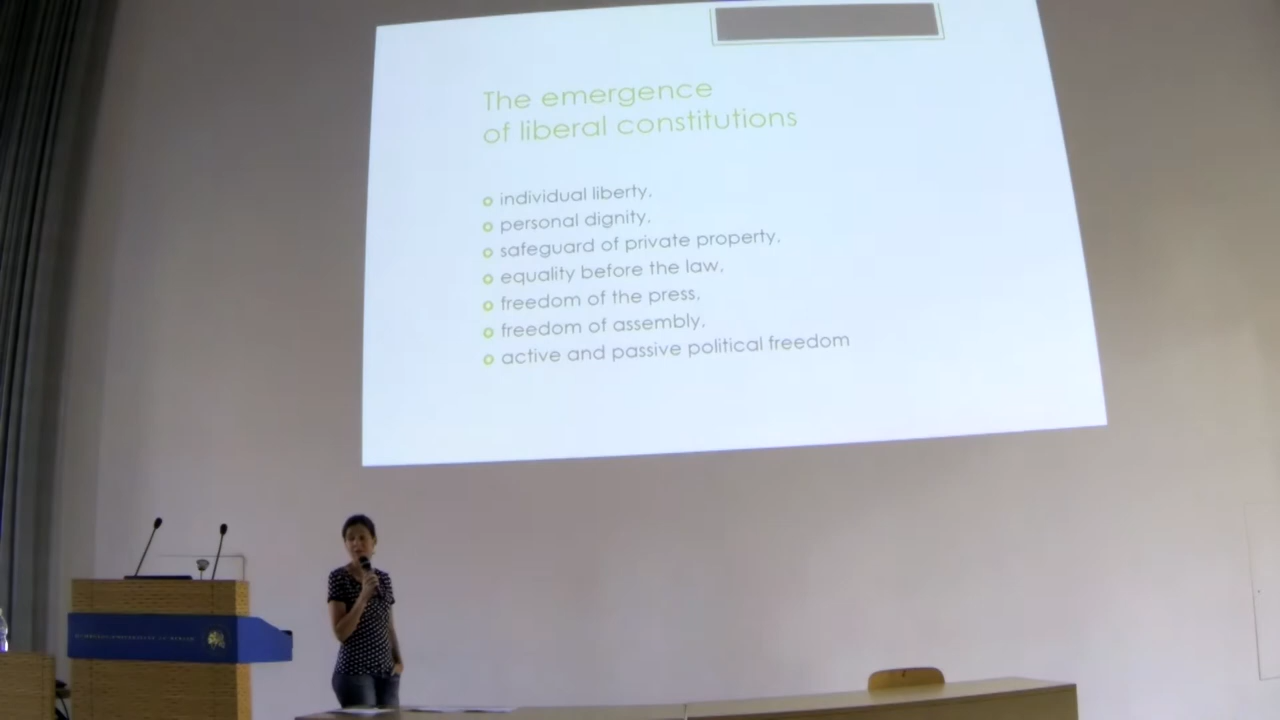 The emergence
of liberal constitutions
individual liberty,
personal dignity,
safeguard of private property,
equality before the law,
freedom of the press,
freedom of assembly,
active and passive political freedom